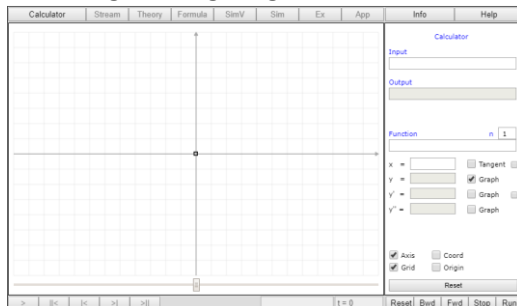 Calculator Stream Theory Formula SimV Sim Ex App Info Help
Calculator
Input
Output
Function n 1
x = Tangent
y = Graph
y' = Graph
y'' = Graph
Axis Coord
Grid Origin
Reset
> ||< |< >| >|| t = 0 Reset Bwd Fwd Stop Run